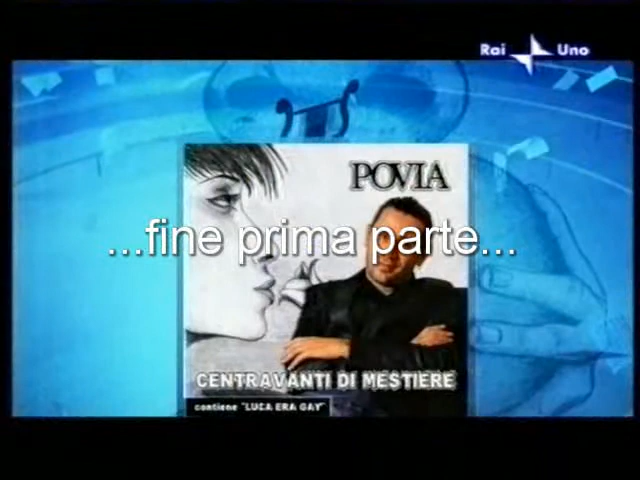 Rai Uno
POVIA
...fine prima parte...
CENTRAVANTI DI MESTIERE
contiene "LUCA ERA GAY"